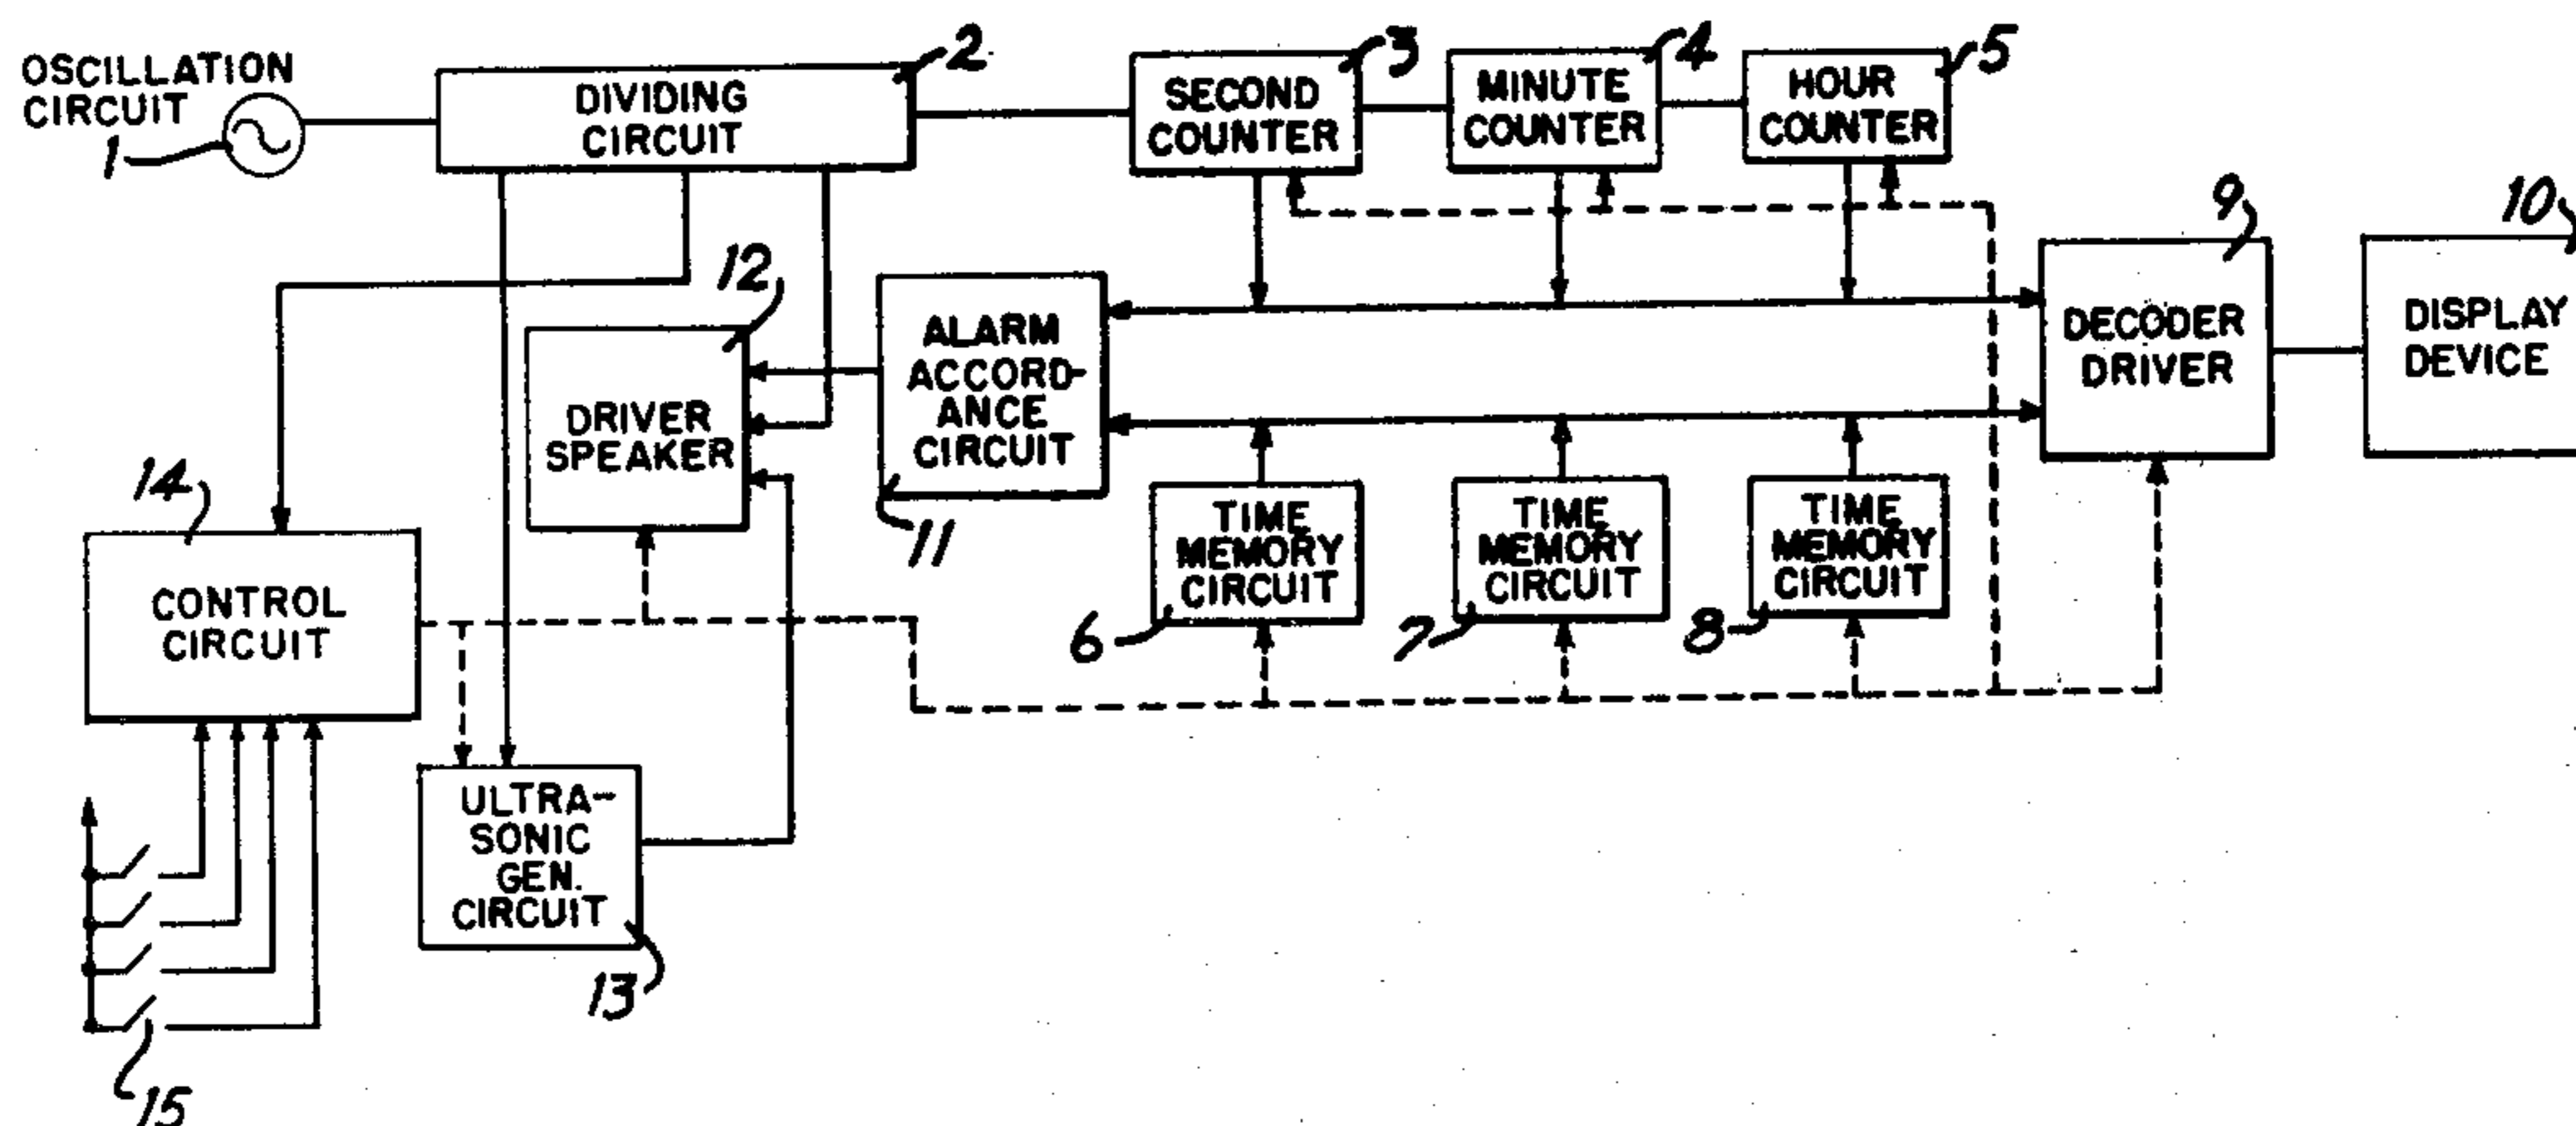 OSCILLATION
CIRCUIT
1
DIVIDING
CIRCUIT
2
SECOND
COUNTER
3
MINUTE
COUNTER
4
HOUR
COUNTER
5
12
DRIVER
SPEAKER
ALARM
ACCORD-
ANCE
CIRCUIT
11
9
DECODER
DRIVER
10
DISPLAY
DEVICE
14
CONTROL
CIRCUIT
TIME
MEMORY
CIRCUIT
6
TIME
MEMORY
CIRCUIT
7
TIME
MEMORY
CIRCUIT
8
ULTRA-
SONIC
GEN.
CIRCUIT
13
15